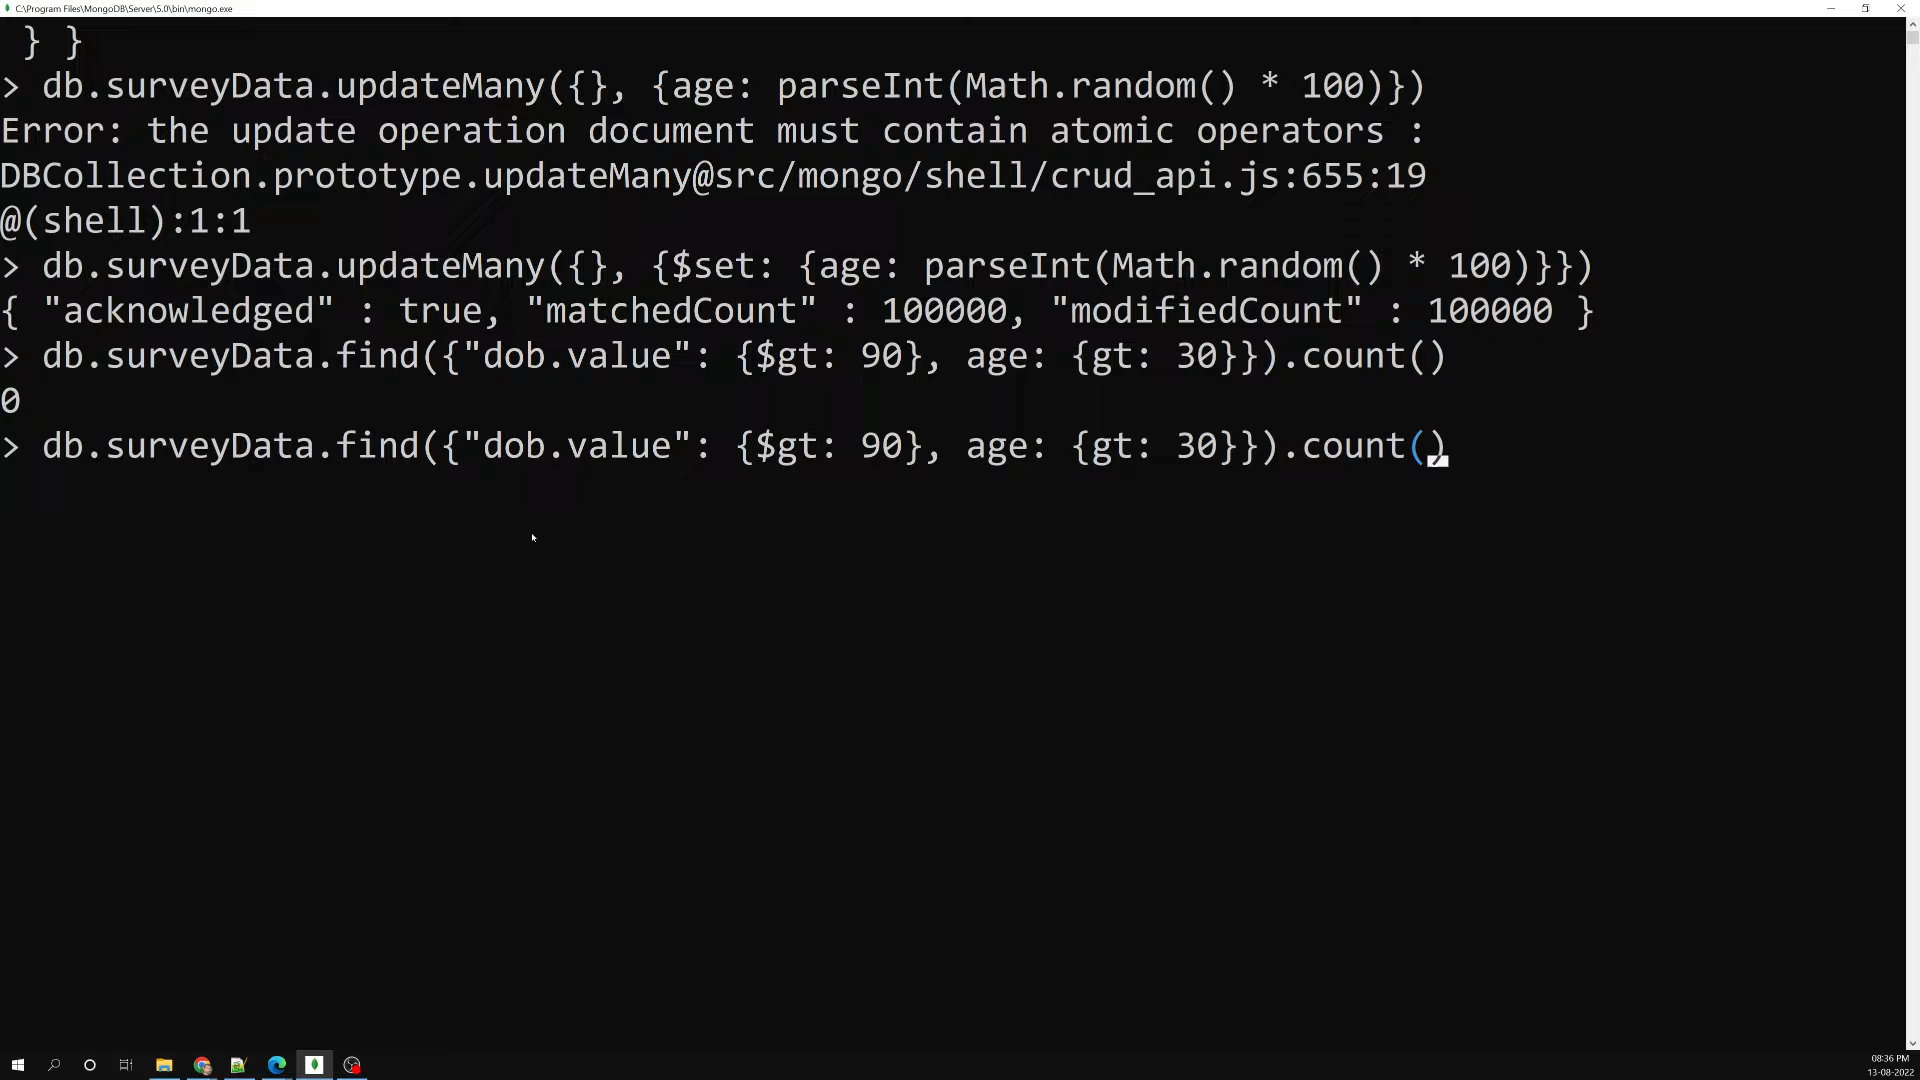 C:\Program Files\MongoDB\Server\5.0\bin\mongo.exe
 } }
> db.surveyData.updateMany({}, {age: parseInt(Math.random() * 100)})
Error: the update operation document must contain atomic operators :
DBCollection.prototype.updateMany@src/mongo/shell/crud_api.js:655:19
@(shell):1:1
> db.surveyData.updateMany({}, {$set: {age: parseInt(Math.random() * 100)}})
{ "acknowledged" : true, "matchedCount" : 100000, "modifiedCount" : 100000 }
> db.surveyData.find({"dob.value": {$gt: 90}, age: {gt: 30}}).count()
0
> db.surveyData.find({"dob.value": {$gt: 90}, age: {gt: 30}}).count()
08:36 PM
13-08-2022